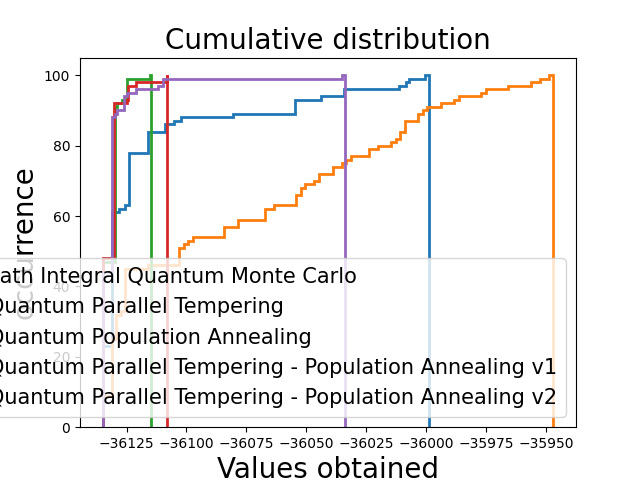 Cumulative distribution
100
80
60
40
20
0
occurrence
ath Integral Quantum Monte Carlo
Quantum Parallel Tempering
Quantum Population Annealing
Quantum Parallel Tempering - Population Annealing v1
Quantum Parallel Tempering - Population Annealing v2
−36125 −36100 −36075 −36050 −36025 −36000 −35975 −35950
Values obtained